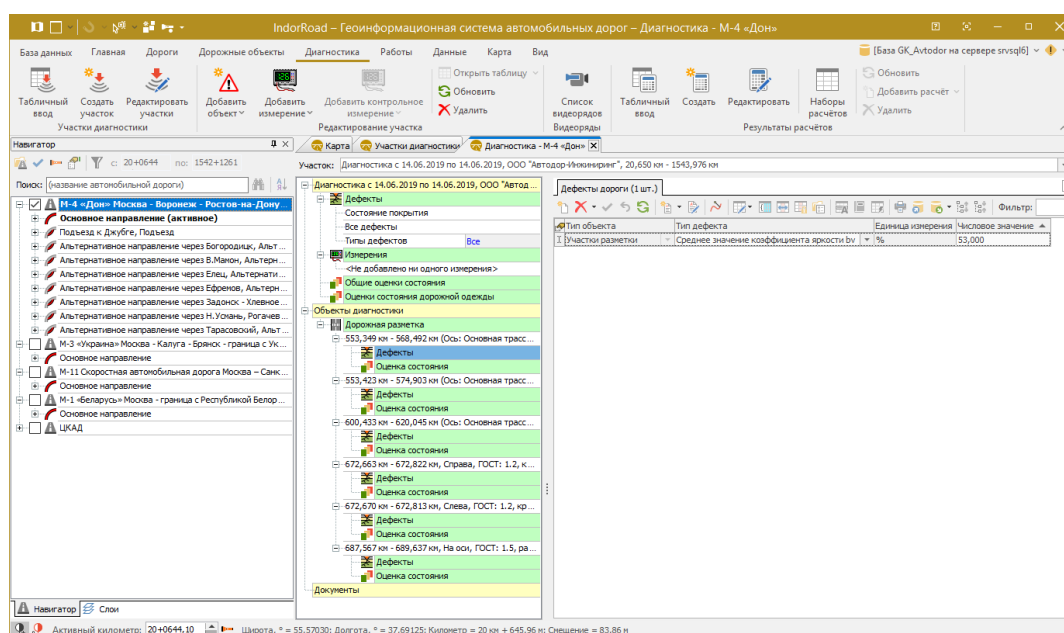 IndorRoad – Геоинформационная система автомобильных дорог – Диагностика - М-4 «Дон»
База данных Главная Дороги Дорожные объекты Диагностика Работы Данные Карта Вид [База GK_Avtodor на сервере srvsql6]
Табличный ввод
Создать участок
Редактировать участки
Участки диагностики
Добавить объект
Добавить измерение
Добавить контрольное измерение
Открыть таблицу
Обновить
Удалить
Редактирование участка
Список видеорядов
Видеоряды
Табличный ввод
Создать
Редактировать
Наборы расчётов
Обновить
Добавить расчёт
Удалить
Результаты расчётов
Навигатор
с: 20+0644 по: 1542+1261
Поиск: (название автомобильной дороги)
М-4 «Дон» Москва - Воронеж - Ростов-на-Дону...
Основное направление (активное)
Подъезд к Джубге, Подъезд
Альтернативное направление через Богородицк, Альт...
Альтернативное направление через В.Мамон, Альтерн...
Альтернативное направление через Елец, Альтернати...
Альтернативное направление через Ефремов, Альтерн...
Альтернативное направление через Задонск - Хлевное...
Альтернативное направление через Н.Усмань, Рогачев...
Альтернативное направление через Тарасовский, Альт...
М-3 «Украина» Москва - Калуга - Брянск - граница с Ук...
Основное направление
М-11 Скоростная автомобильная дорога Москва – Санк...
Основное направление
М-1 «Беларусь» Москва - граница с Республикой Белор...
Основное направление
ЦКАД
Навигатор Слои
Карта Участки диагностики Диагностика - М-4 «Дон»
Участок: Диагностика с 14.06.2019 по 14.06.2019, ООО "Автодор-Инжиниринг", 20,650 км - 1543,976 км
Диагностика с 14.06.2019 по 14.06.2019, ООО "Автод...
Дефекты
Состояние покрытия
Все дефекты
Типы дефектов Все
Измерения
<Не добавлено ни одного измерения>
Общие оценки состояния
Оценки состояния дорожной одежды
Объекты диагностики
Дорожная разметка
553,349 км - 568,492 км (Ось: Основная трасс...
Дефекты
Оценка состояния
553,423 км - 574,903 км (Ось: Основная трасс...
Дефекты
Оценка состояния
600,433 км - 620,045 км (Ось: Основная трасс...
Дефекты
Оценка состояния
672,663 км - 672,822 км, Справа, ГОСТ: 1.2, к...
Дефекты
Оценка состояния
672,670 км - 672,813 км, Слева, ГОСТ: 1.2, кр...
Дефекты
Оценка состояния
687,567 км - 689,637 км, На оси, ГОСТ: 1.5, ра...
Дефекты
Оценка состояния
Документы
Дефекты дороги (1 шт.)
Фильтр:
Тип объекта Тип дефекта Единица измерения Числовое значение
Участки разметки Среднее значение коэффициента яркости bv % 53,000
Активный километр: 20+0644,10 Широта, ° = 55,57030; Долгота, ° = 37,69125; Километр = 20 км + 645,96 м; Смещение = 83,86 м